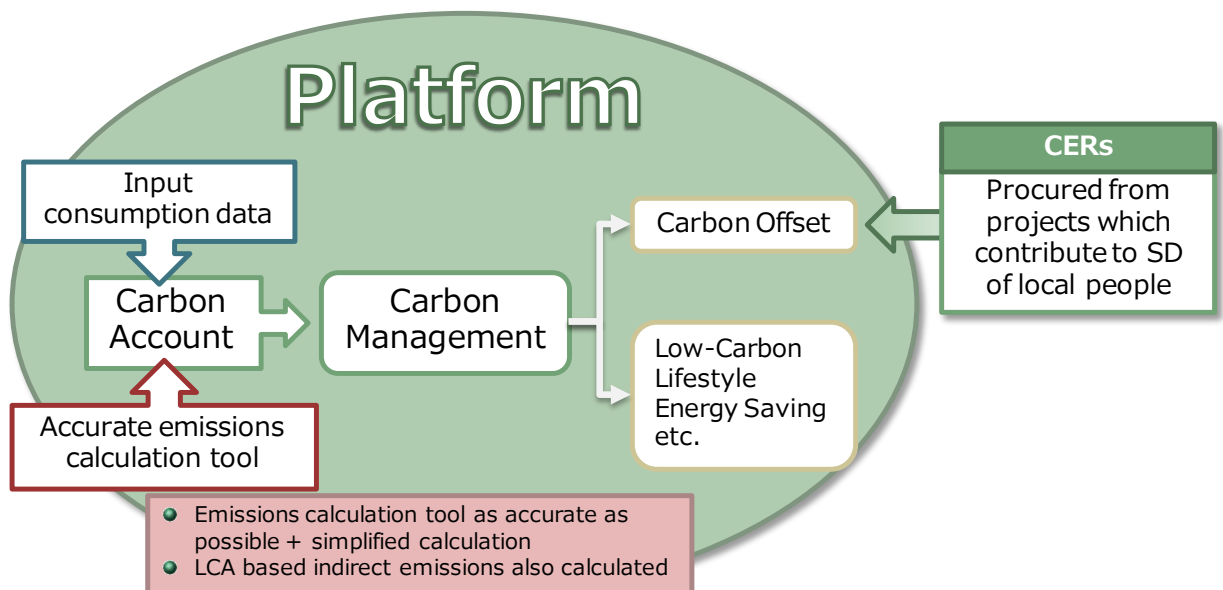 Platform
Input
consumption data
Carbon
Account
Accurate emissions
calculation tool
Carbon
Management
Carbon Offset
Low-Carbon
Lifestyle
Energy Saving
etc.
CERs
Procured from
projects which
contribute to SD
of local people
Emissions calculation tool as accurate as
possible + simplified calculation
LCA based indirect emissions also calculated